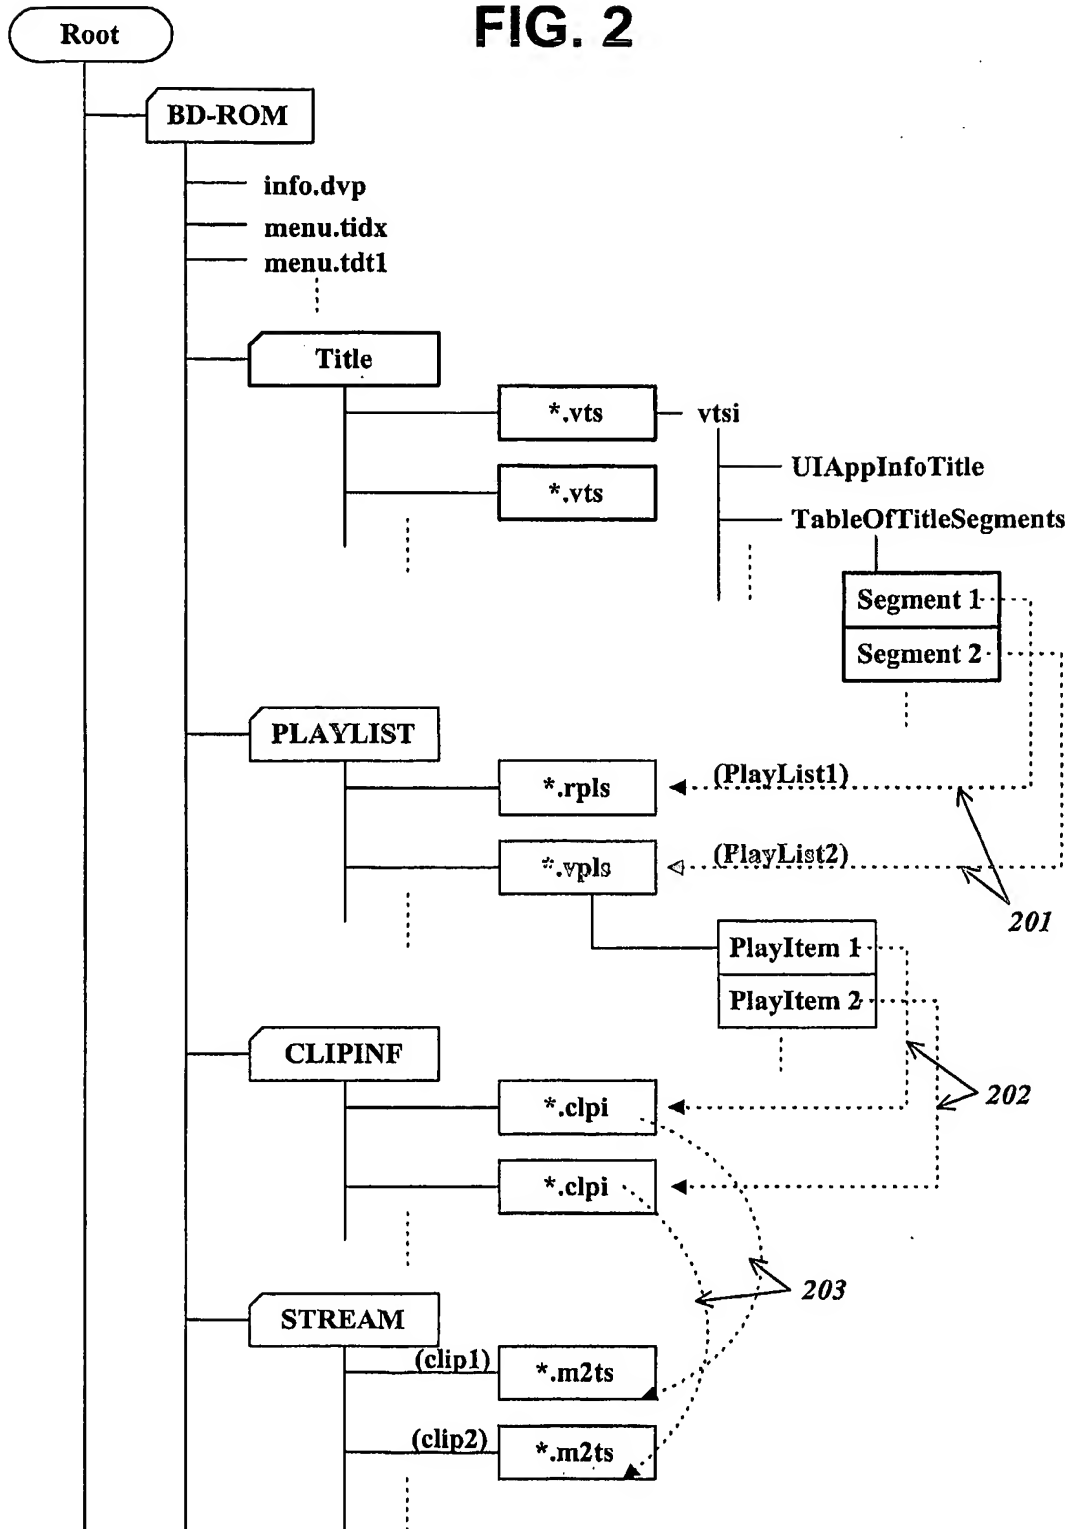 FIG. 2
Root
BD-ROM
info.dvp
menu.tidx
menu.tdt1
Title
*.vts
vtsi
UIAppInfoTitle
*.vts
TableOfTitleSegments
Segment 1
Segment 2
PLAYLIST
*.rpls
(PlayList1)
*.vpls
(PlayList2)
201
PlayItem 1
PlayItem 2
CLIPINF
*.clpi
202
*.clpi
203
STREAM
(clip1)
*.m2ts
(clip2)
*.m2ts